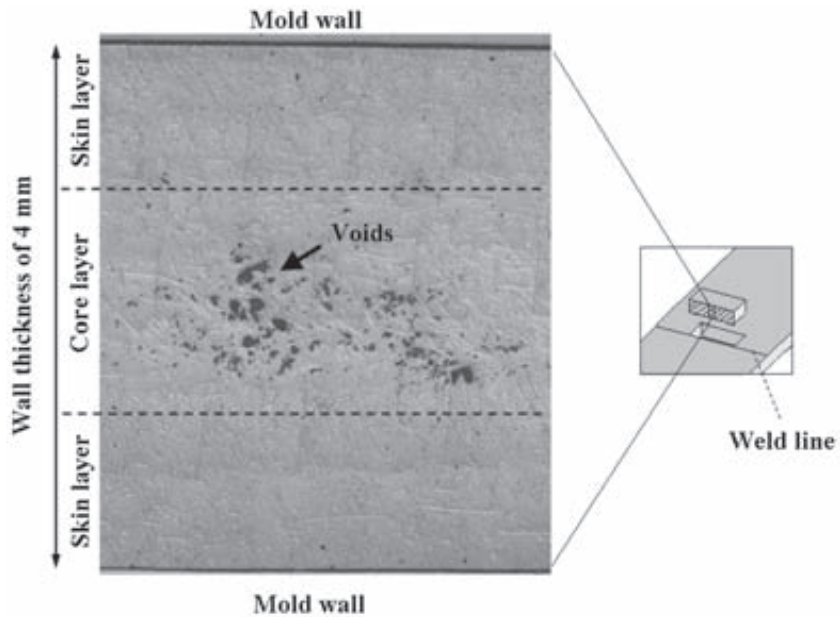 Mold wall
Skin layer
Wall thickness of 4 mm
Core layer
Voids
Skin layer
Weld line
Mold wall